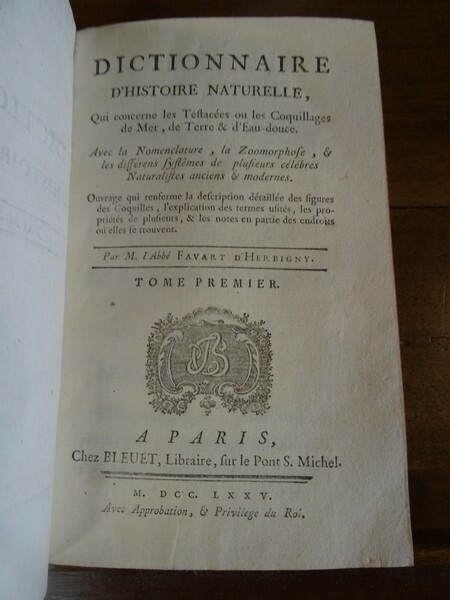 DICTIONNAIRE
D'HISTOIRE NATURELLE,
Qui concerne les Teſtacées ou les Coquillages
de Mer, de Terre & d'Eau-douce.
Avec la Nomenclature, la Zoomorphoſe, &
les différens ſyſtêmes de pluſieurs célébres
Naturaliſtes anciens & modernes.
Ouvrage qui renferme la deſcription détaillée des figures
des Coquilles, l'explication des termes uſités, les pro-
priétés de pluſieurs, & les notes en partie des endroits
où elles ſe trouvent.
Par M. l'Abbé FAVART D'HERBIGNY.
TOME PREMIER.
A PARIS,
Chez BLEUET, Libraire, ſur le Pont S. Michel.
M. DCC. LXXV.
Avec Approbation, & Privilege du Roi.